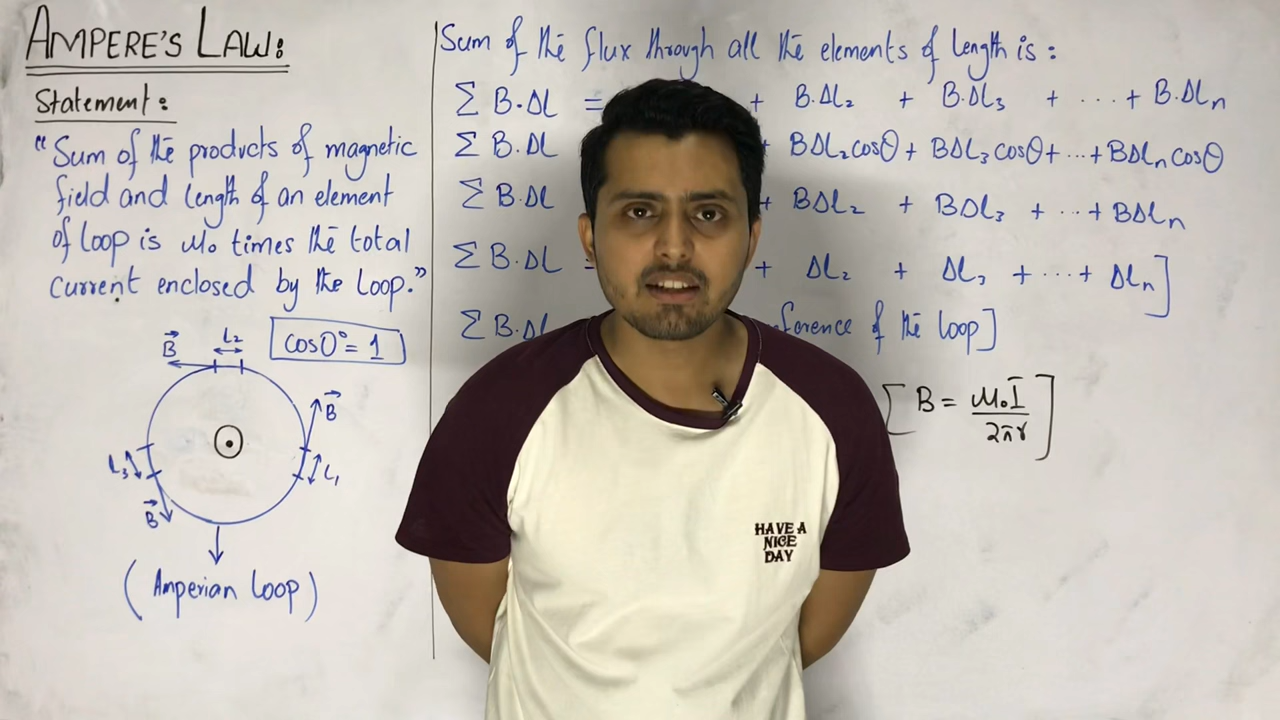 AMPERE'S LAW:
Statement:
"Sum of the products of magnetic
field and length of an element
of loop is μ₀ times the total
current enclosed by the loop."
cos0° = 1
B⃗
L₂
B⃗
L₁
L₃
B⃗
(Amperian loop)
Sum of the flux through all the elements of length is:
∑ B.ΔL = + B.ΔL₂ + B.ΔL₃ + .... + B.ΔLn
∑ B.ΔL + BΔL₂cosθ + BΔL₃cosθ + ... + BΔLncosθ
∑ B.ΔL + BΔL₂ + BΔL₃ + ... + BΔLn
∑ B.ΔL = + ΔL₂ + ΔL₃ + .... + ΔLn]
∑ B.ΔL of the loop]
[B = μ₀I / 2πr]
HAVE A
NICE
DAY